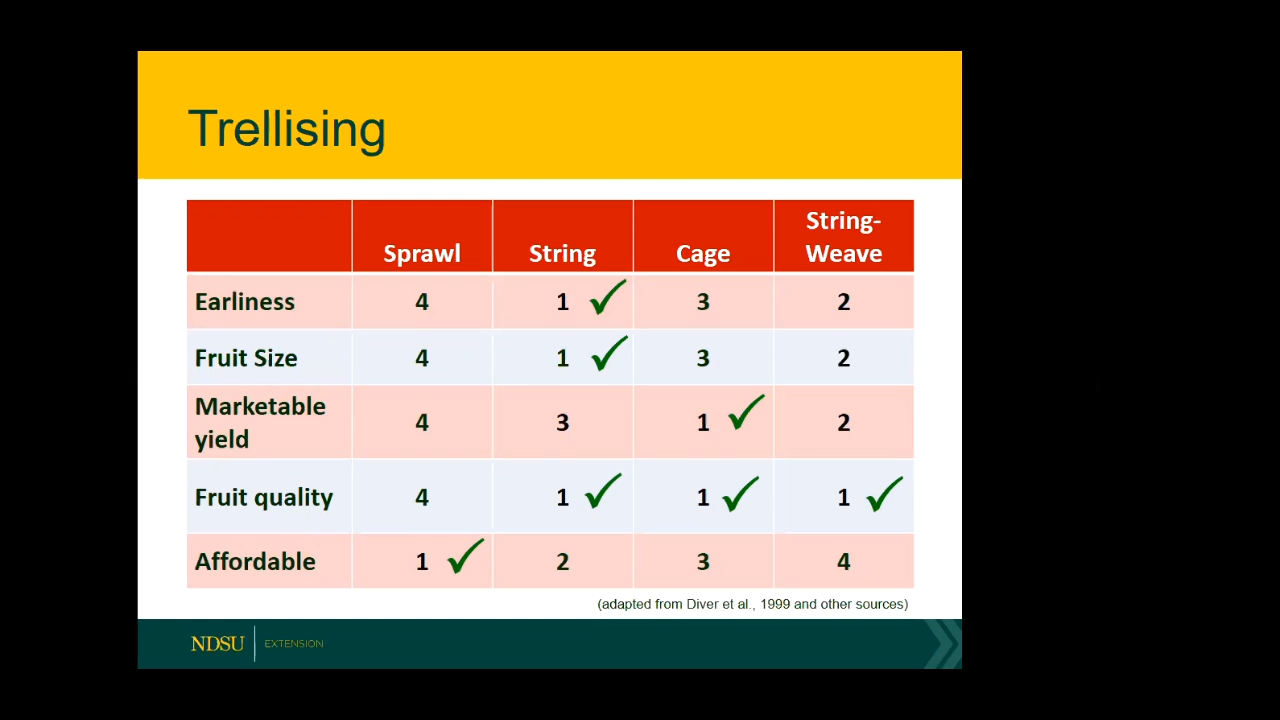 Trellising
Sprawl String Cage String-
Weave
Earliness 4 1 ✓ 3 2
Fruit Size 4 1 ✓ 3 2
Marketable
yield 4 3 1 ✓ 2
Fruit quality 4 1 ✓ 1 ✓ 1 ✓
Affordable 1 ✓ 2 3 4
(adapted from Diver et al., 1999 and other sources)
NDSU EXTENSION